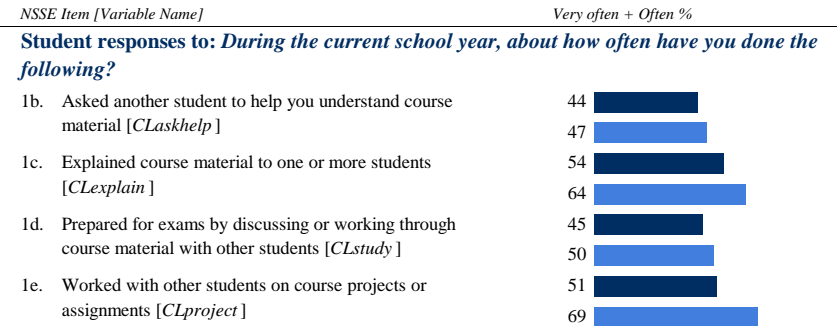 NSSE Item [Variable Name] Very often + Often %
Student responses to: During the current school year, about how often have you done the
following?
1b. Asked another student to help you understand course 44
material [CLaskhelp ] 47
1c. Explained course material to one or more students 54
[CLexplain ] 64
1d. Prepared for exams by discussing or working through 45
course material with other students [CLstudy ] 50
1e. Worked with other students on course projects or 51
assignments [CLproject ] 69